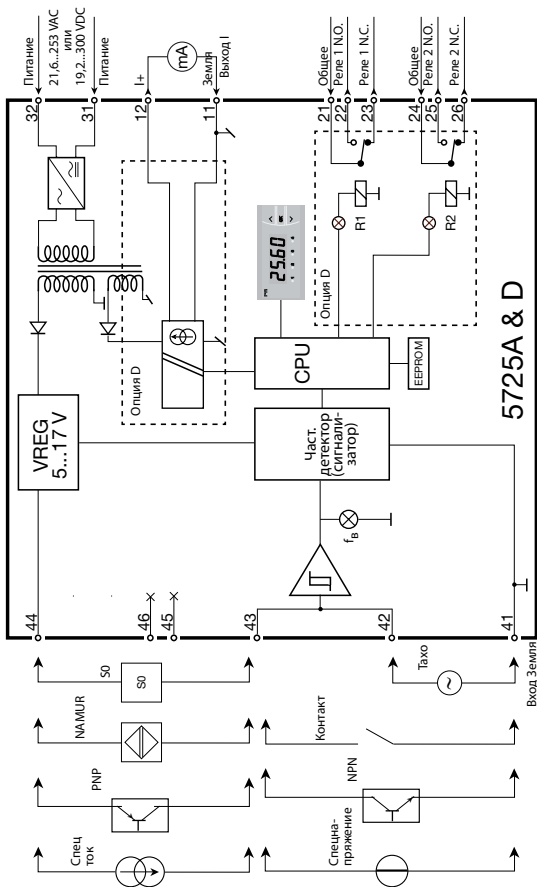 Питание
21,6...253 VAC
или
19,2...300 VDC
Питание
32
31
I+
mA
Земля
Выход I
12
11
Общее
Реле 1 N.O.
Реле 1 N.C.
21
22
23
Общее
Реле 2 N.O.
Реле 2 N.C.
24
25
26
Опция D
Опция D
R1
R2
25.60
CPU
EEPROM
VREG
5...17 V
Част.
детектор
(сигнали-
затор)
fB
5725A & D
44
46
45
43
42
41
S0
S0
NAMUR
PNP
Спец
ток
Тахо
Вход Земля
Контакт
NPN
Спецна-
пряжение